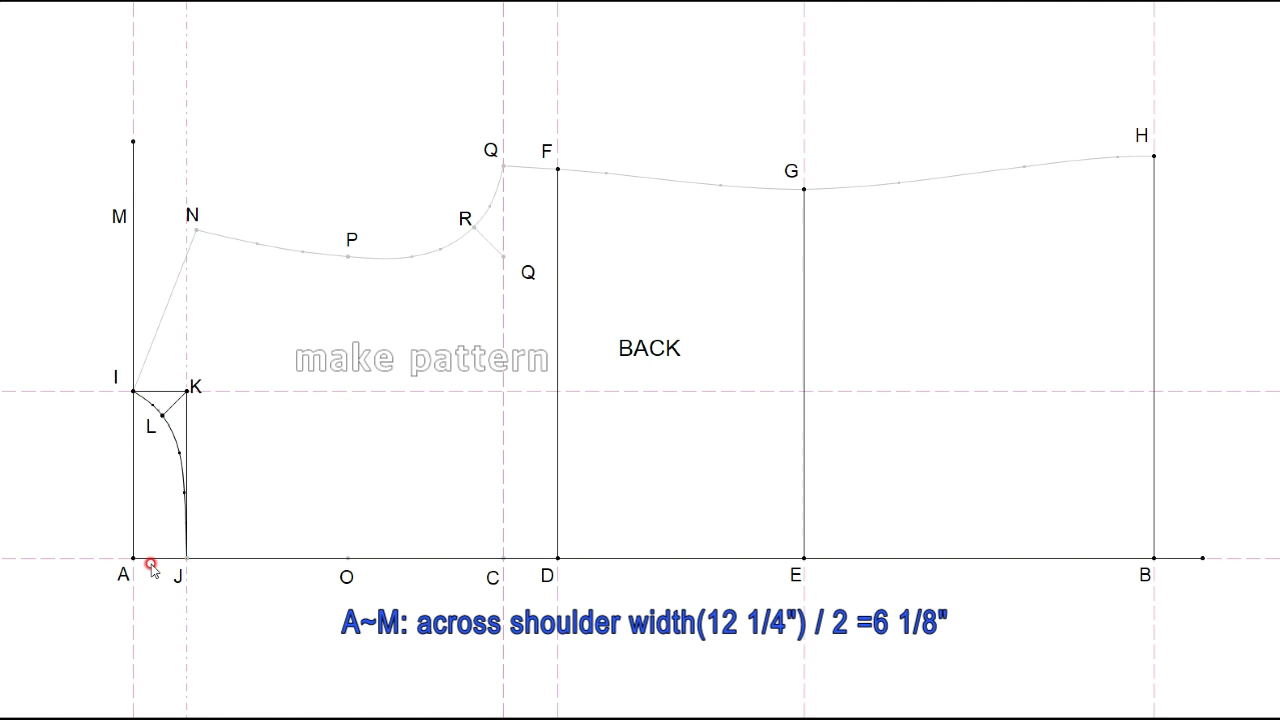 H
Q
F
G
M
N
R
P
Q
BACK
make pattern
I
K
L
A
J
O
C
D
E
B
A~M: across shoulder width(12 1/4") / 2 =6 1/8"